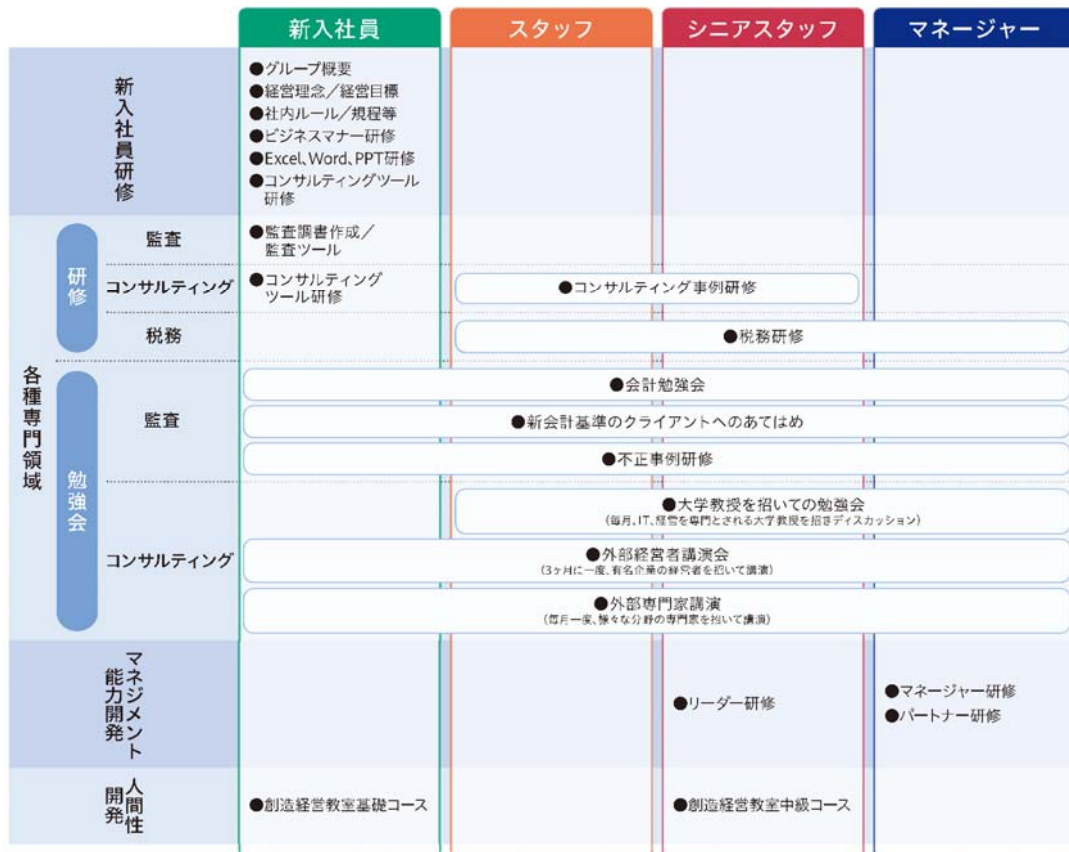 新入社員
スタッフ
シニアスタッフ
マネージャー
新入社員研修
●グループ概要
●経営理念／経営目標
●社内ルール／規程等
●ビジネスマナー研修
●Excel、Word、PPT研修
●コンサルティングツール
研修
各種専門領域
研修
監査
●監査調書作成／
監査ツール
コンサルティング
●コンサルティング
ツール研修
●コンサルティング事例研修
税務
●税務研修
勉強会
監査
●会計勉強会
●新会計基準のクライアントへのあてはめ
●不正事例研修
コンサルティング
●大学教授を招いての勉強会
（毎月、IT、経営を専門とされる大学教授を招きディスカッション）
●外部経営者講演会
（3ヶ月に一度、有名企業の経営者を招いて講演）
●外部専門家講演
（毎月一度、様々な分野の専門家を招いて講演）
マネジメント
能力開発
●リーダー研修
●マネージャー研修
●パートナー研修
人間性
開発
●創造経営教室基礎コース
●創造経営教室中級コース